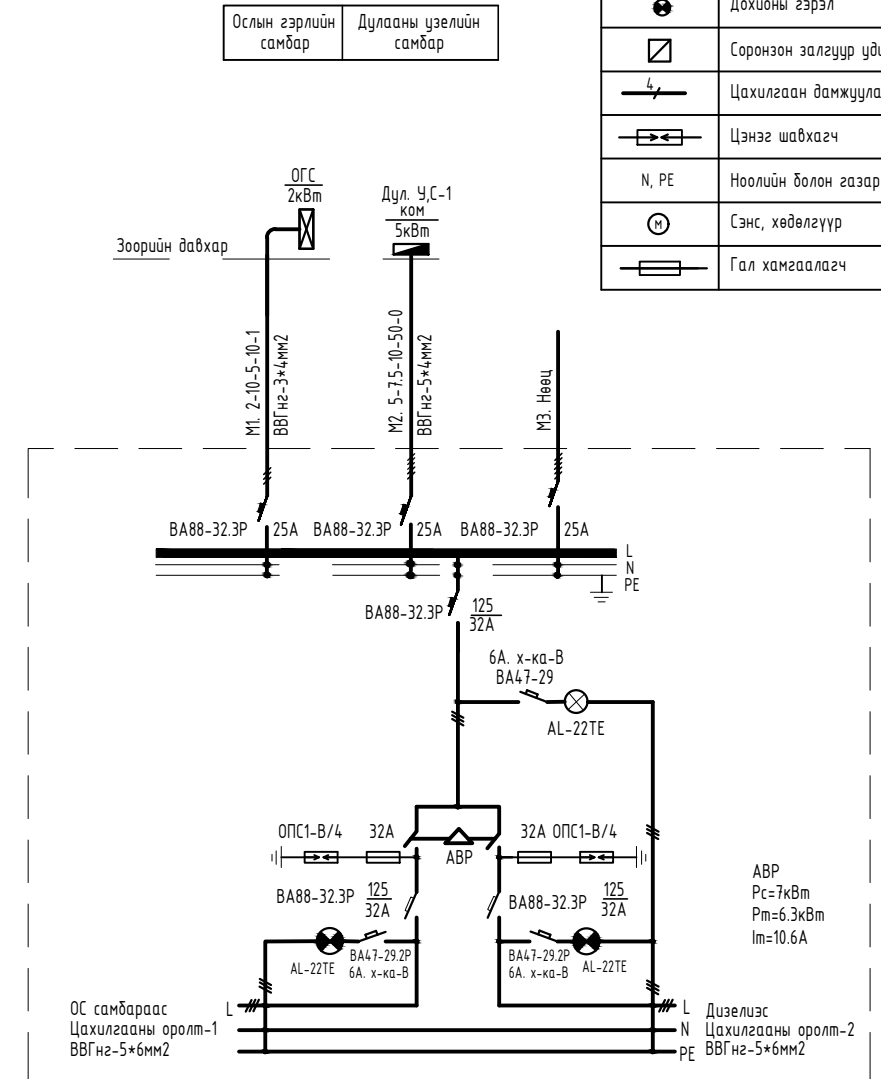 Ослын гэрлийн
самбар
Дулааны узелийн
самбар
Дохионы гэрэл
Соронзон залгуур
4
Цахилгаан
Цэнэг шавхагч
N, PE
Ноолийн болон газар
М
Сэнс, хөдөлгүүр
Гал хамгаалагч
ОГС
2кВт
Дул. У,С-1
ком
5кВт
Зоорийн давхар
М1. 2-10-5-10-1
ВВГнг-3*4мм2
М2. 5-7.5-10-50-0
ВВГнг-5*4мм2
М3. Нөөц
ВА88-32.3Р
25А
ВА88-32.3Р
25А
ВА88-32.3Р
25А
L
N
PE
ВА88-32.3Р
125
32А
6А. х-ка-В
ВА47-29
AL-22TE
ОПС1-В/4
32А
АВР
32А ОПС1-В/4
ВА88-32.3Р
125
32А
ВА88-32.3Р
125
32А
АВР
Рс=7кВт
Рт=6.3кВт
Iт=10.6А
AL-22TE
ВА47-29.2Р
6А. х-ка-В
ВА47-29.2Р
6А. х-ка-В
AL-22TE
ОС самбараас
Цахилгааны оролт-1
ВВГнг-5*6мм2
L
L
N
PE
Дизелиэс
Цахилгааны оролт-2
ВВГнг-5*6мм2